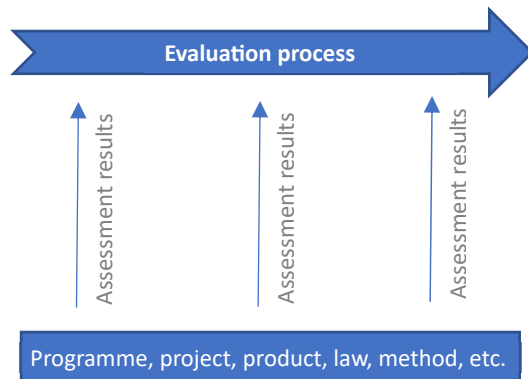 Evaluation process
Assessment results
Assessment results
Assessment results
Programme, project, product, law, method, etc.